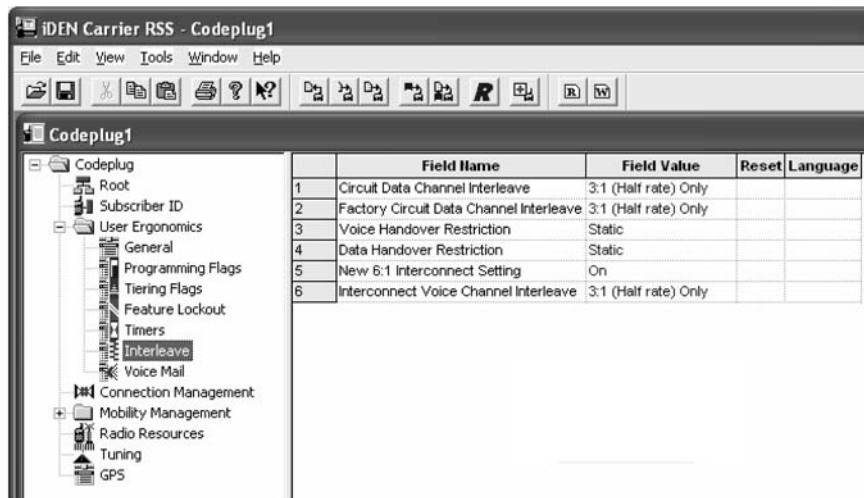 iDEN Carrier RSS - Codeplug1
File Edit View Tools Window Help
R R W
Codeplug1
Codeplug
Root
Subscriber ID
User Ergonomics
General
Programming Flags
Tiering Flags
Feature Lockout
Timers
Interleave
Voice Mail
Connection Management
Mobility Management
Radio Resources
Tuning
GPS
Field Name Field Value Reset Language
1 Circuit Data Channel Interleave 3:1 (Half rate) Only
2 Factory Circuit Data Channel Interleave 3:1 (Half rate) Only
3 Voice Handover Restriction Static
4 Data Handover Restriction Static
5 New 6:1 Interconnect Setting On
6 Interconnect Voice Channel Interleave 3:1 (Half rate) Only